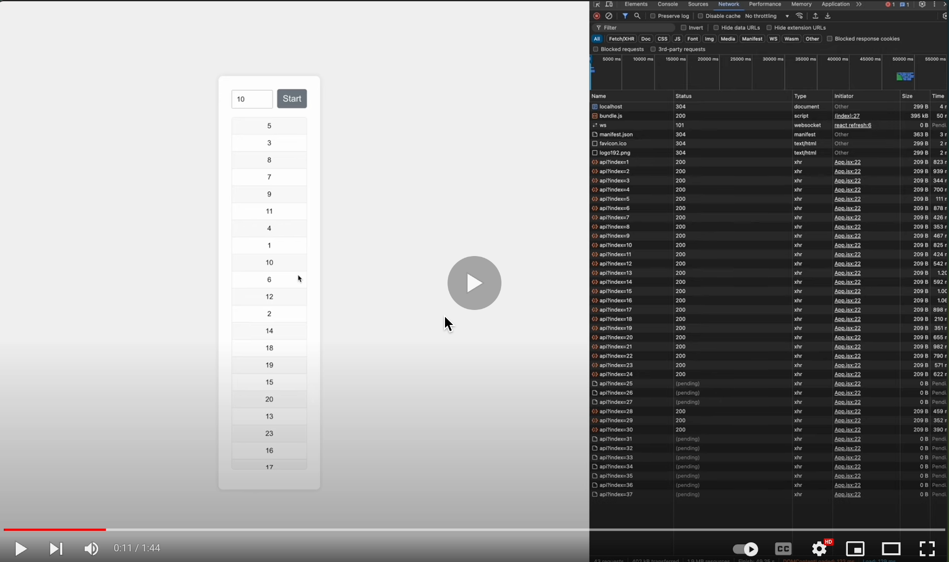 Elements Console Sources Network Performance Memory Application 1 1
Preserve log Disable cache No throttling
Filter Invert Hide data URLs Hide extension URLs
All Fetch/XHR Doc CSS JS Font Img Media Manifest WS Wasm Other Blocked response cookies
Blocked requests 3rd-party requests
5000 ms 10000 ms 15000 ms 20000 ms 25000 ms 30000 ms 35000 ms 40000 ms 45000 ms 50000 ms 55000 ms
Name Status Type Initiator Size Time
localhost 304 document Other 299 B
bundle.js 200 script (index):27 395 kB
ws 101 websocket react refresh:6 0 B Pendi
manifest.json 304 manifest Other 363 B
favicon.ico 304 text/html Other 299 B
logo192.png 304 text/html Other 299 B
api?index=1 200 xhr App.jsx:22 209 B 823
api?index=2 200 xhr App.jsx:22 209 B 939
api?index=3 200 xhr App.jsx:22 209 B 344
api?index=4 200 xhr App.jsx:22 209 B 700
api?index=5 200 xhr App.jsx:22 209 B 111
api?index=6 200 xhr App.jsx:22 209 B 876
api?index=7 200 xhr App.jsx:22 209 B 426
api?index=8 200 xhr App.jsx:22 209 B 353
api?index=9 200 xhr App.jsx:22 209 B 467
api?index=10 200 xhr App.jsx:22 209 B 825
api?index=11 200 xhr App.jsx:22 209 B 424
api?index=12 200 xhr App.jsx:22 209 B 542
api?index=13 200 xhr App.jsx:22 209 B 1.20
api?index=14 200 xhr App.jsx:22 209 B 592
api?index=15 200 xhr App.jsx:22 209 B 1.00
api?index=16 200 xhr App.jsx:22 209 B 1.06
api?index=17 200 xhr App.jsx:22 209 B 898
api?index=18 200 xhr App.jsx:22 209 B 219
api?index=19 200 xhr App.jsx:22 209 B 351
api?index=20 200 xhr App.jsx:22 209 B 655
api?index=21 200 xhr App.jsx:22 209 B 982
api?index=22 200 xhr App.jsx:22 209 B 790
api?index=23 200 xhr App.jsx:22 209 B 571
api?index=24 200 xhr App.jsx:22 209 B 622
api?index=25 (pending) xhr App.jsx:22 0 B Pendi
api?index=26 (pending) xhr App.jsx:22 0 B Pendi
api?index=27 (pending) xhr App.jsx:22 0 B Pendi
api?index=28 200 xhr App.jsx:22 209 B 459
api?index=29 200 xhr App.jsx:22 209 B 352
api?index=30 200 xhr App.jsx:22 209 B 390
api?index=31 (pending) xhr App.jsx:22 0 B Pendi
api?index=32 (pending) xhr App.jsx:22 0 B Pendi
api?index=33 (pending) xhr App.jsx:22 0 B Pendi
api?index=34 (pending) xhr App.jsx:22 0 B Pendi
api?index=35 (pending) xhr App.jsx:22 0 B Pendi
api?index=36 (pending) xhr App.jsx:22 0 B Pendi
api?index=37 (pending) xhr App.jsx:22 0 B Pendi
10 Start
5
3
8
7
9
11
4
1
10
6
12
2
14
18
19
15
20
13
23
16
17
0:11 / 1:44 CC HD